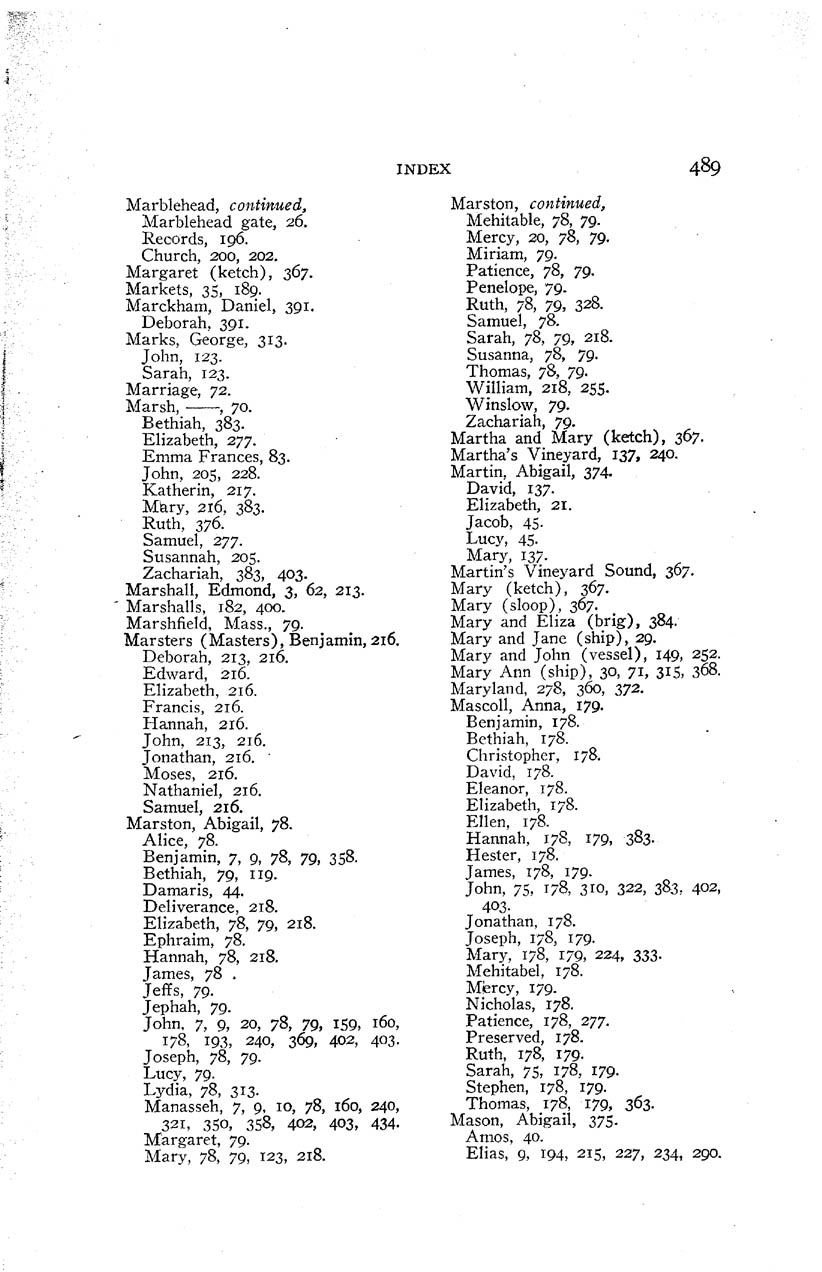 INDEX 489
Marblehead, continued,
Marblehead gate, 26.
Records, 196.
Church, 200, 202.
Margaret (ketch), 367.
Markets, 35, 189.
Marckham, Daniel, 391.
Deborah, 391.
Marks, George, 313.
John, 123.
Sarah, 123.
Marriage, 72.
Marsh, ——, 70.
Bethiah, 383.
Elizabeth, 277.
Emma Frances, 83.
John, 205, 228.
Katherin, 217.
Mary, 216, 383.
Ruth, 376.
Samuel, 277.
Susannah, 205.
Zachariah, 383, 403.
Marshall, Edmond, 3, 62, 213.
Marshalls, 182, 400.
Marshfield, Mass., 79.
Marsters (Masters), Benjamin, 216.
Deborah, 213, 216.
Edward, 216.
Elizabeth, 216.
Francis, 216.
Hannah, 216.
John, 213, 216.
Jonathan, 216.
Moses, 216.
Nathaniel, 216.
Samuel, 216.
Marston, Abigail, 78.
Alice, 78.
Benjamin, 7, 9, 78, 79, 358.
Bethiah, 79, 119.
Damaris, 44.
Deliverance, 218.
Elizabeth, 78, 79, 218.
Ephraim, 78.
Hannah, 78, 218.
James, 78 .
Jeffs, 79.
Jephah, 79.
John, 7, 9, 20, 78, 79, 159, 160,
178, 193, 240, 369, 402, 403.
Joseph, 78, 79.
Lucy, 79.
Lydia, 78, 313.
Manasseh, 7, 9, 10, 78, 160, 240,
321, 350, 358, 402, 403, 434.
Margaret, 79.
Mary, 78, 79, 123, 218.
Marston, continued,
Mehitable, 78, 79.
Mercy, 20, 78, 79.
Miriam, 79.
Patience, 78, 79.
Penelope, 79.
Ruth, 78, 79, 328.
Samuel, 78.
Sarah, 78, 79, 218.
Susanna, 78, 79.
Thomas, 78, 79.
William, 218, 255.
Winslow, 79.
Zachariah, 79.
Martha and Mary (ketch), 367.
Martha's Vineyard, 137, 240.
Martin, Abigail, 374.
David, 137.
Elizabeth, 21.
Jacob, 45.
Lucy, 45.
Mary, 137.
Martin's Vineyard Sound, 367.
Mary (ketch), 367.
Mary (sloop), 367.
Mary and Eliza (brig), 384.
Mary and Jane (ship), 29.
Mary and John (vessel), 149, 252.
Mary Ann (ship), 30, 71, 315, 368.
Maryland, 278, 360, 372.
Mascoll, Anna, 179.
Benjamin, 178.
Bethiah, 178.
Christopher, 178.
David, 178.
Eleanor, 178.
Elizabeth, 178.
Ellen, 178.
Hannah, 178, 179, 383.
Hester, 178.
James, 178, 179.
John, 75, 178, 310, 322, 383, 402,
403.
Jonathan, 178.
Joseph, 178, 179.
Mary, 178, 179, 224, 333.
Mehitabel, 178.
Mercy, 179.
Nicholas, 178.
Patience, 178, 277.
Preserved, 178.
Ruth, 178, 179.
Sarah, 75, 178, 179.
Stephen, 178, 179.
Thomas, 178, 179, 363.
Mason, Abigail, 375.
Amos, 40.
Elias, 9, 194, 215, 227, 234, 290.